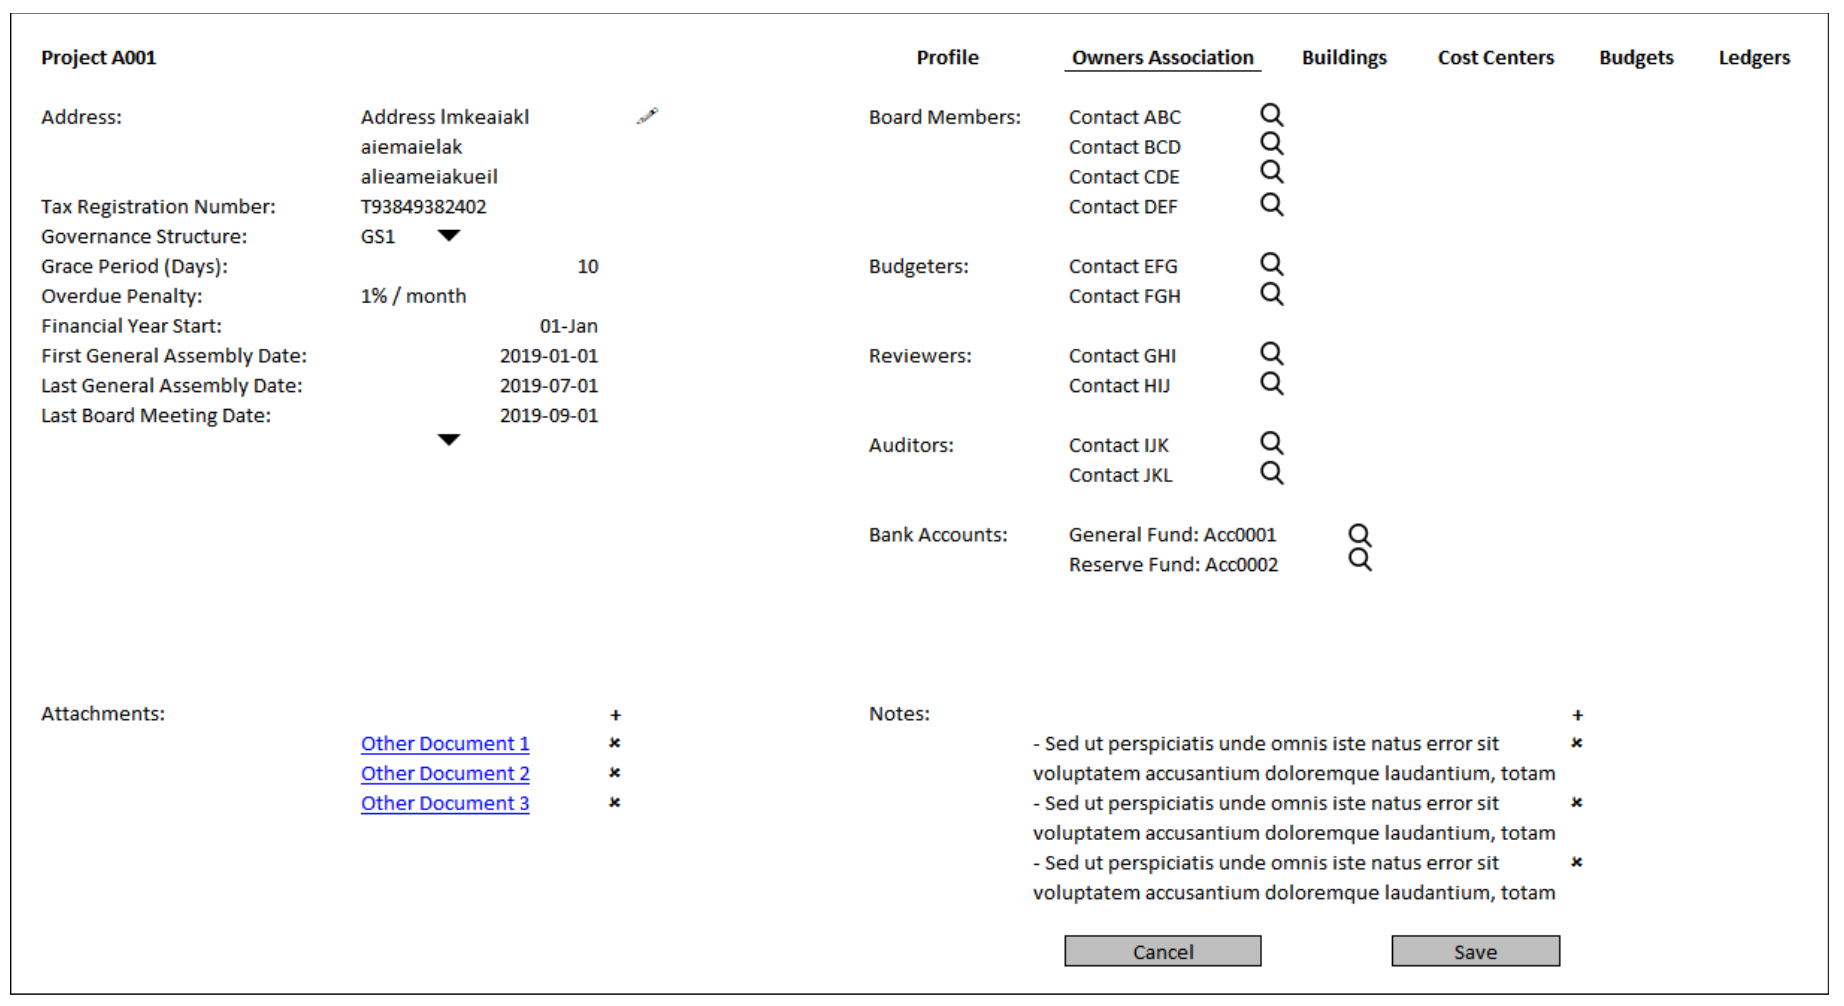 Project A001 Profile Owners Association Buildings Cost Centers Budgets Ledgers
Address: Address lmkeaiakl
aiemaielak
alieameiakueil
Tax Registration Number: T93849382402
Governance Structure: GS1
Grace Period (Days): 10
Overdue Penalty: 1% / month
Financial Year Start: 01-Jan
First General Assembly Date: 2019-01-01
Last General Assembly Date: 2019-07-01
Last Board Meeting Date: 2019-09-01
Board Members: Contact ABC
Contact BCD
Contact CDE
Contact DEF
Budgeters: Contact EFG
Contact FGH
Reviewers: Contact GHI
Contact HIJ
Auditors: Contact IJK
Contact JKL
Bank Accounts: General Fund: Acc0001
Reserve Fund: Acc0002
Attachments: +
Other Document 1
Other Document 2
Other Document 3
Notes: +
- Sed ut perspiciatis unde omnis iste natus error sit
voluptatem accusantium doloremque laudantium, totam
- Sed ut perspiciatis unde omnis iste natus error sit
voluptatem accusantium doloremque laudantium, totam
- Sed ut perspiciatis unde omnis iste natus error sit
voluptatem accusantium doloremque laudantium, totam
Cancel Save